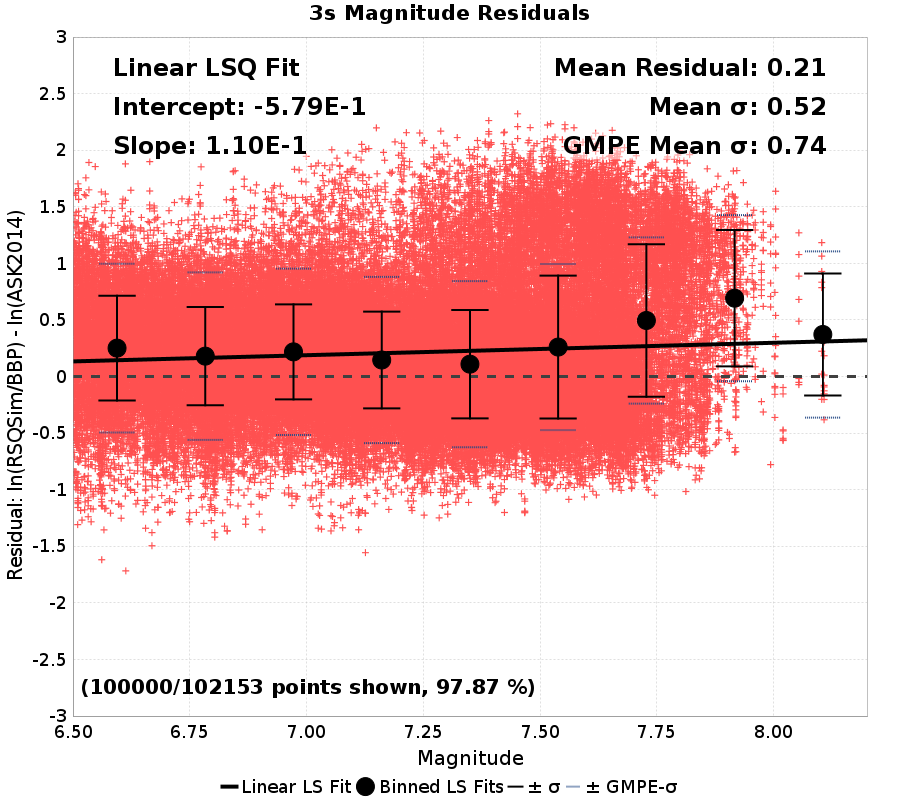 3s Magnitude Residuals
Linear LSQ Fit
Mean Residual: 0.21
Intercept: -5.79E-1
Mean σ: 0.52
Slope: 1.10E-1
GMPE Mean σ: 0.74
3
2.5
2
1.5
1
0.5
0
-0.5
-1
-1.5
-2
-2.5
-3
Residual: ln(RSQSim/BBP) - ln(ASK2014)
(100000/102153 points shown, 97.87 %)
6.50 6.75 7.00 7.25 7.50 7.75 8.00
Magnitude
Linear LS Fit Binned LS Fits ± σ ± GMPE-σ